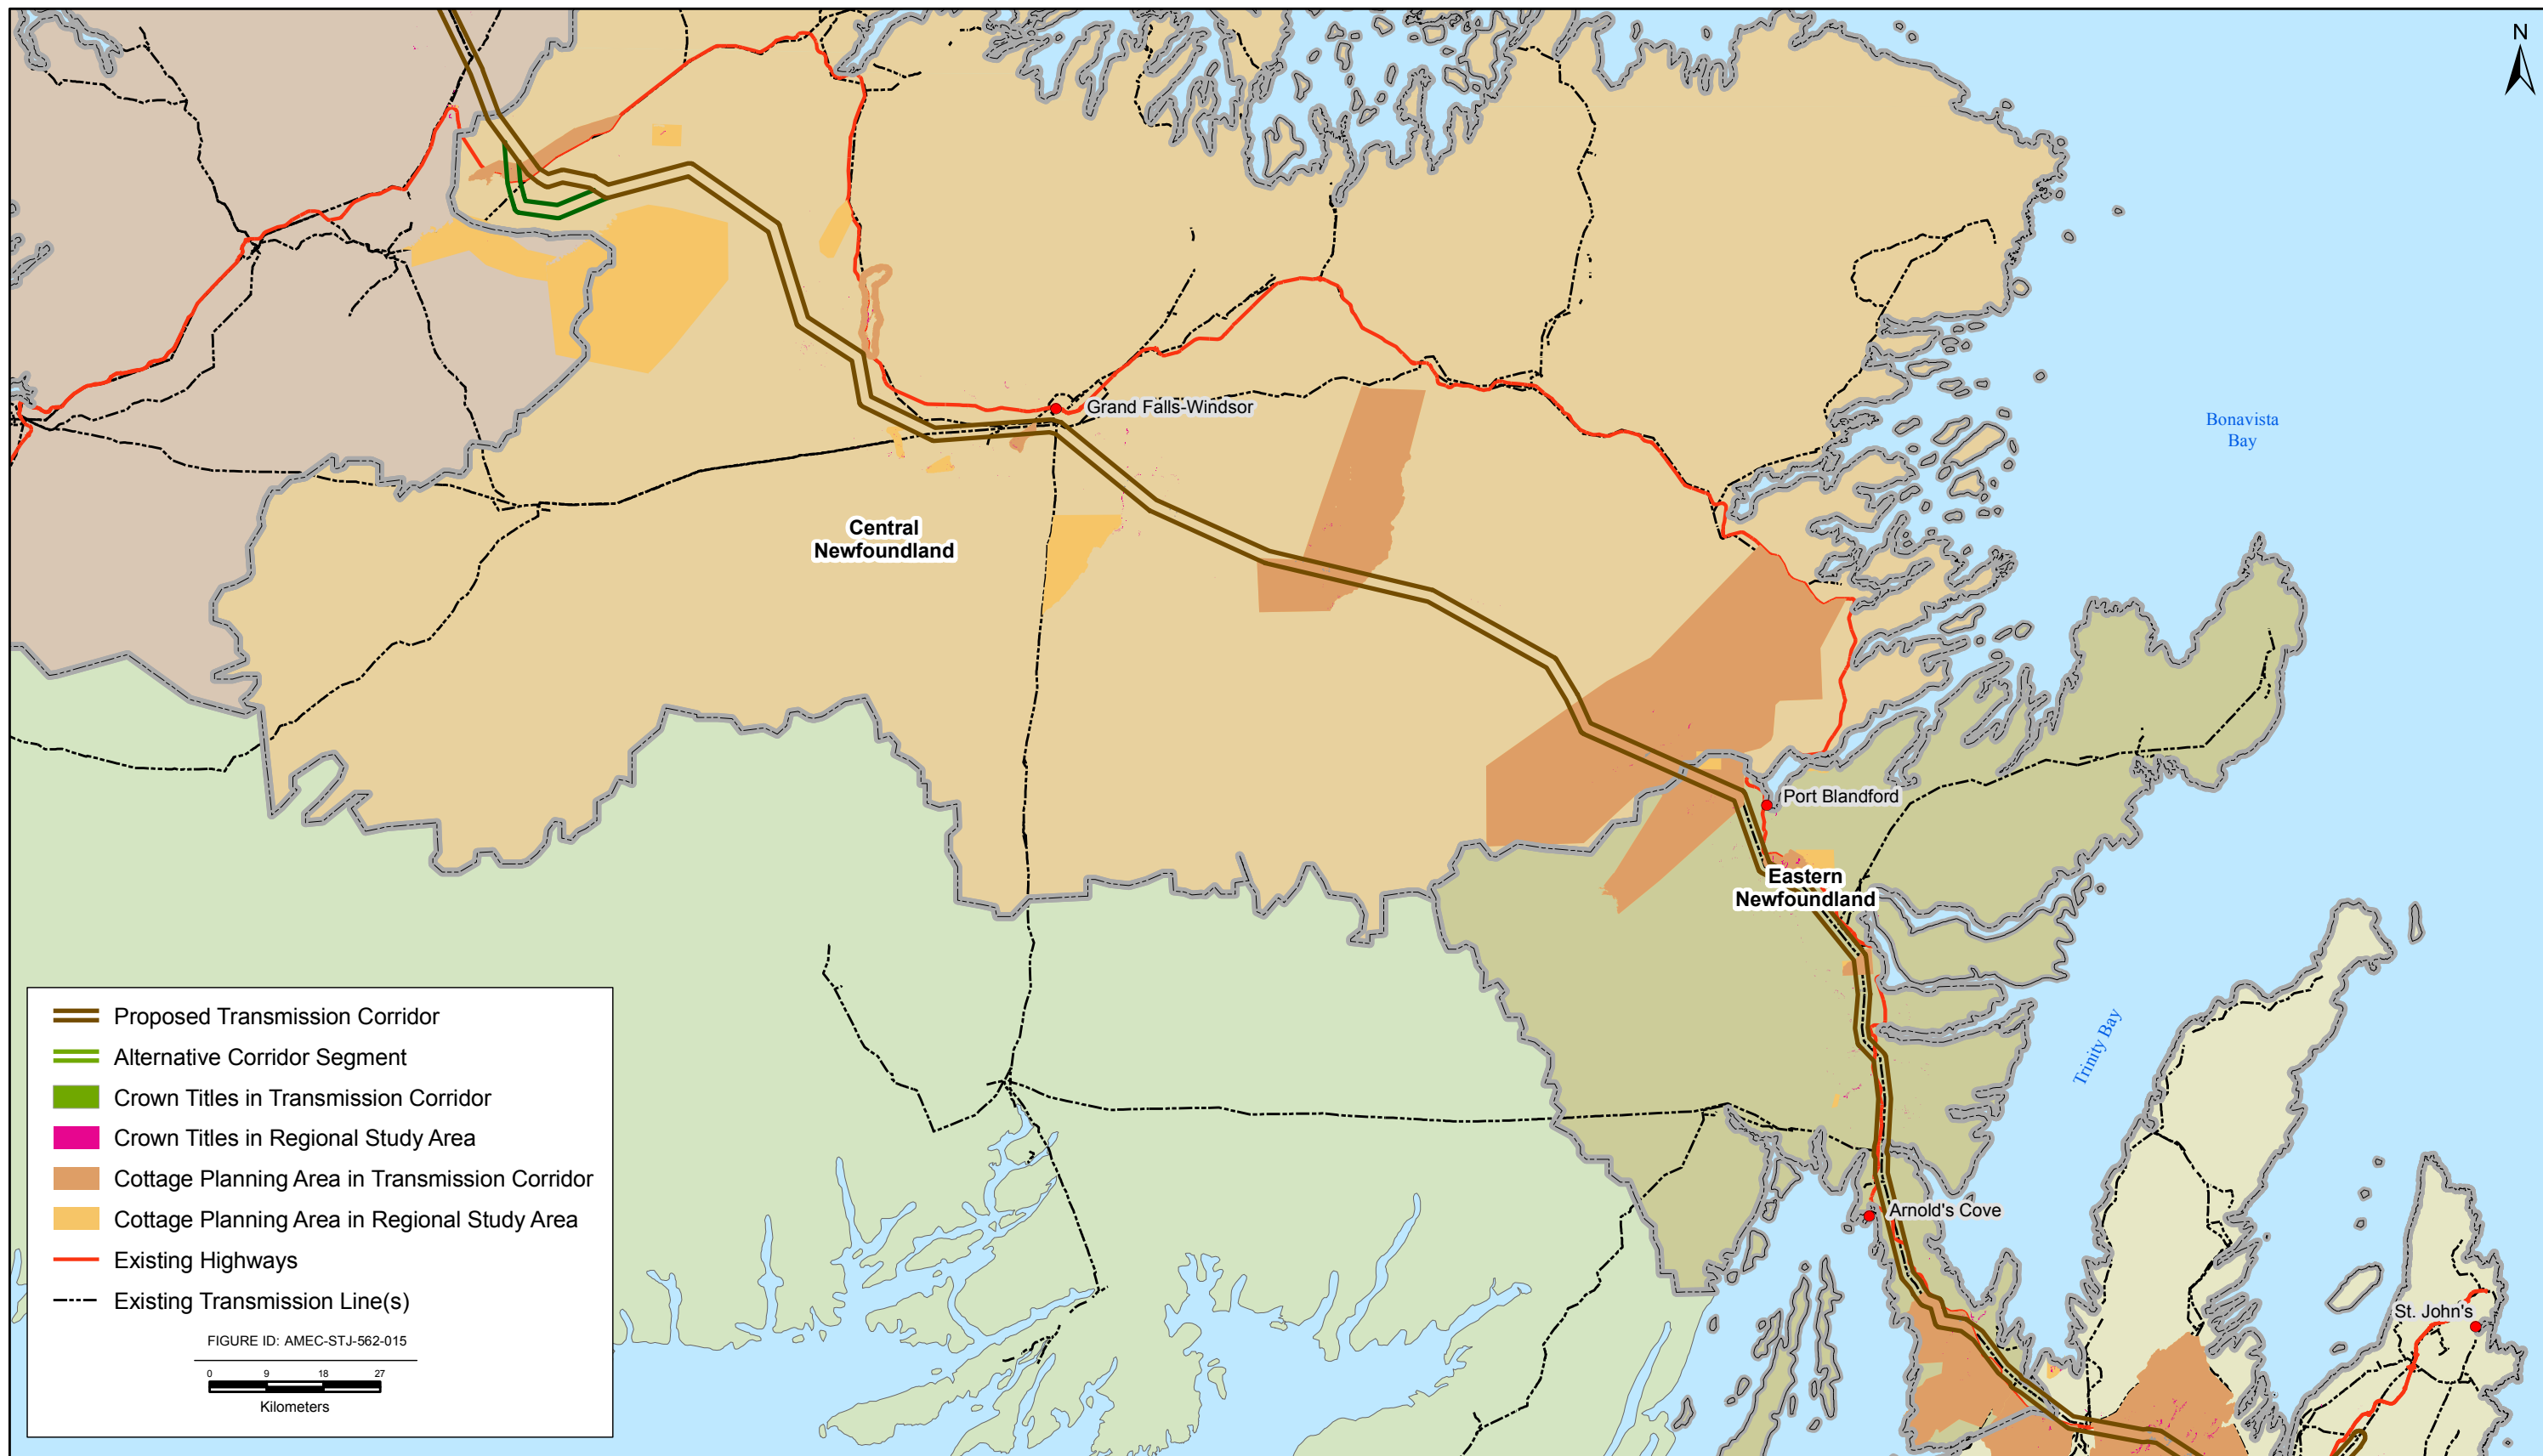 N
Bonavista
Bay
Grand Falls-Windsor
Central
Newfoundland
Port Blandford
Eastern
Newfoundland
Trinity Bay
Arnold's Cove
St. John's
Proposed Transmission Corridor
Alternative Corridor Segment
Crown Titles in Transmission Corridor
Crown Titles in Regional Study Area
Cottage Planning Area in Transmission Corridor
Cottage Planning Area in Regional Study Area
Existing Highways
Existing Transmission Line(s)
FIGURE ID: AMEC-STJ-562-015
0 9 18 27
Kilometers